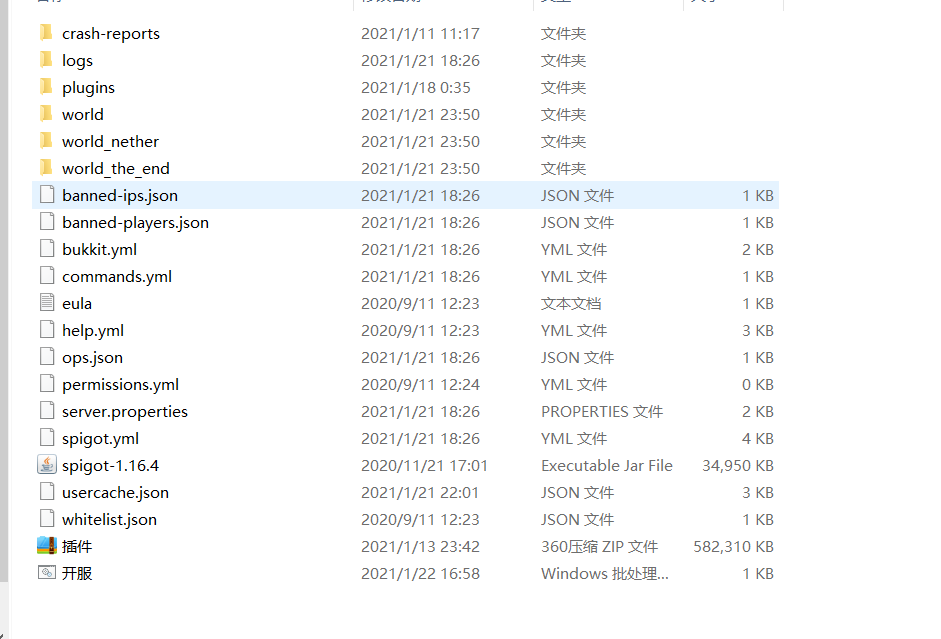 crash-reports 2021/1/11 11:17 文件夹
logs 2021/1/21 18:26 文件夹
plugins 2021/1/18 0:35 文件夹
world 2021/1/21 23:50 文件夹
world_nether 2021/1/21 23:50 文件夹
world_the_end 2021/1/21 23:50 文件夹
banned-ips.json 2021/1/21 18:26 JSON 文件 1 KB
banned-players.json 2021/1/21 18:26 JSON 文件 1 KB
bukkit.yml 2021/1/21 18:26 YML 文件 2 KB
commands.yml 2021/1/21 18:26 YML 文件 1 KB
eula 2020/9/11 12:23 文本文档 1 KB
help.yml 2020/9/11 12:23 YML 文件 3 KB
ops.json 2021/1/21 18:26 JSON 文件 1 KB
permissions.yml 2020/9/11 12:24 YML 文件 0 KB
server.properties 2021/1/21 18:26 PROPERTIES 文件 2 KB
spigot.yml 2021/1/21 18:26 YML 文件 4 KB
spigot-1.16.4 2020/11/21 17:01 Executable Jar File 34,950 KB
usercache.json 2021/1/21 22:01 JSON 文件 3 KB
whitelist.json 2020/9/11 12:23 JSON 文件 1 KB
插件 2021/1/13 23:42 360压缩 ZIP 文件 582,310 KB
开服 2021/1/22 16:58 Windows 批处理... 1 KB